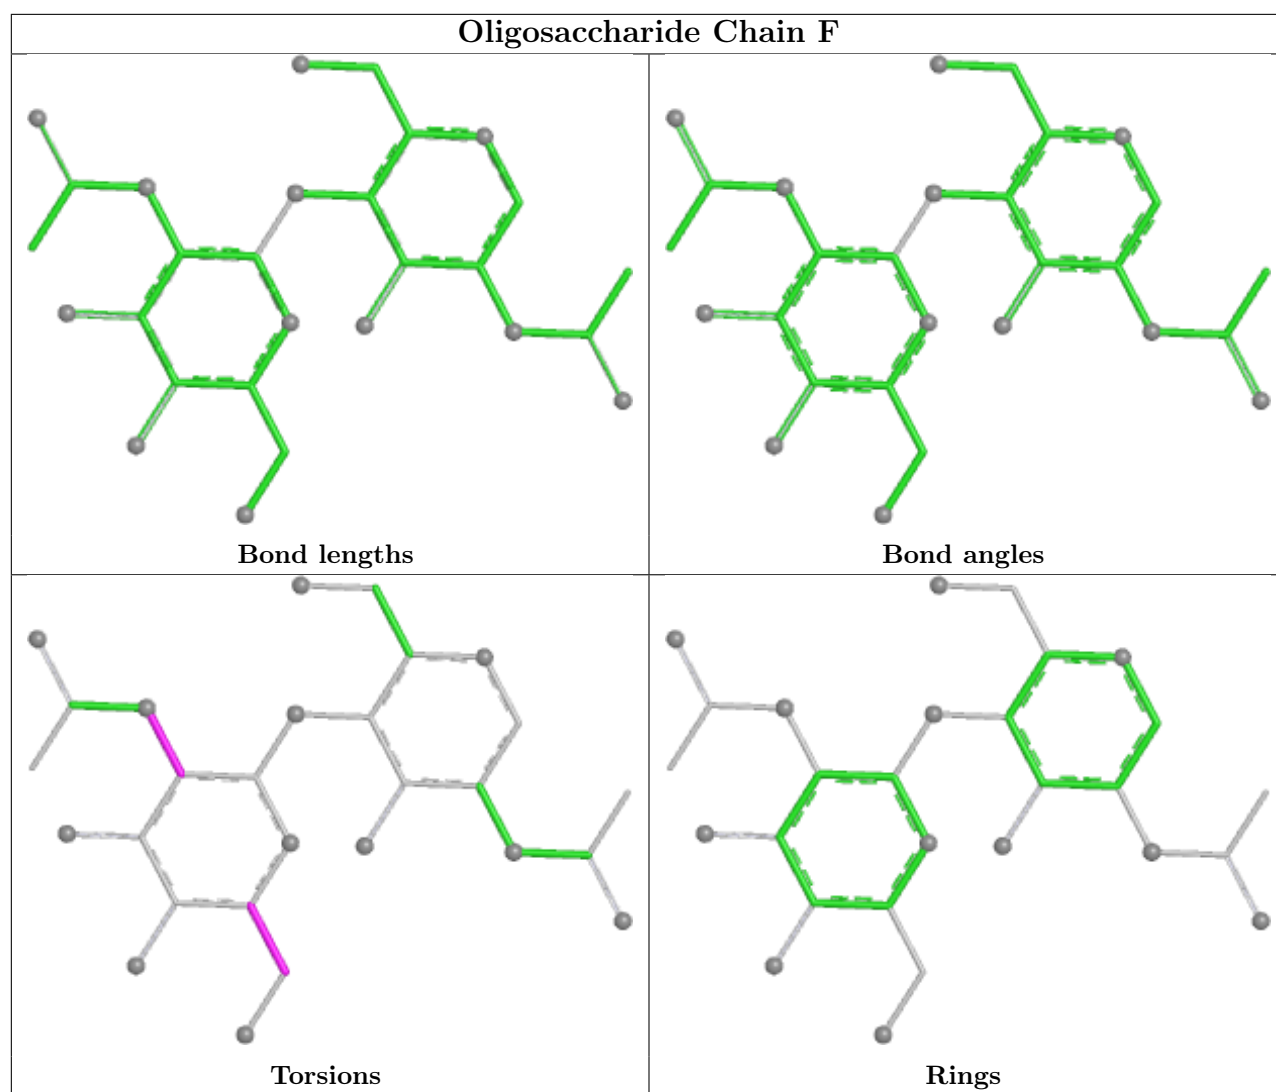 Oligosaccharide Chain F
Bond lengths
Bond angles
Torsions
Rings